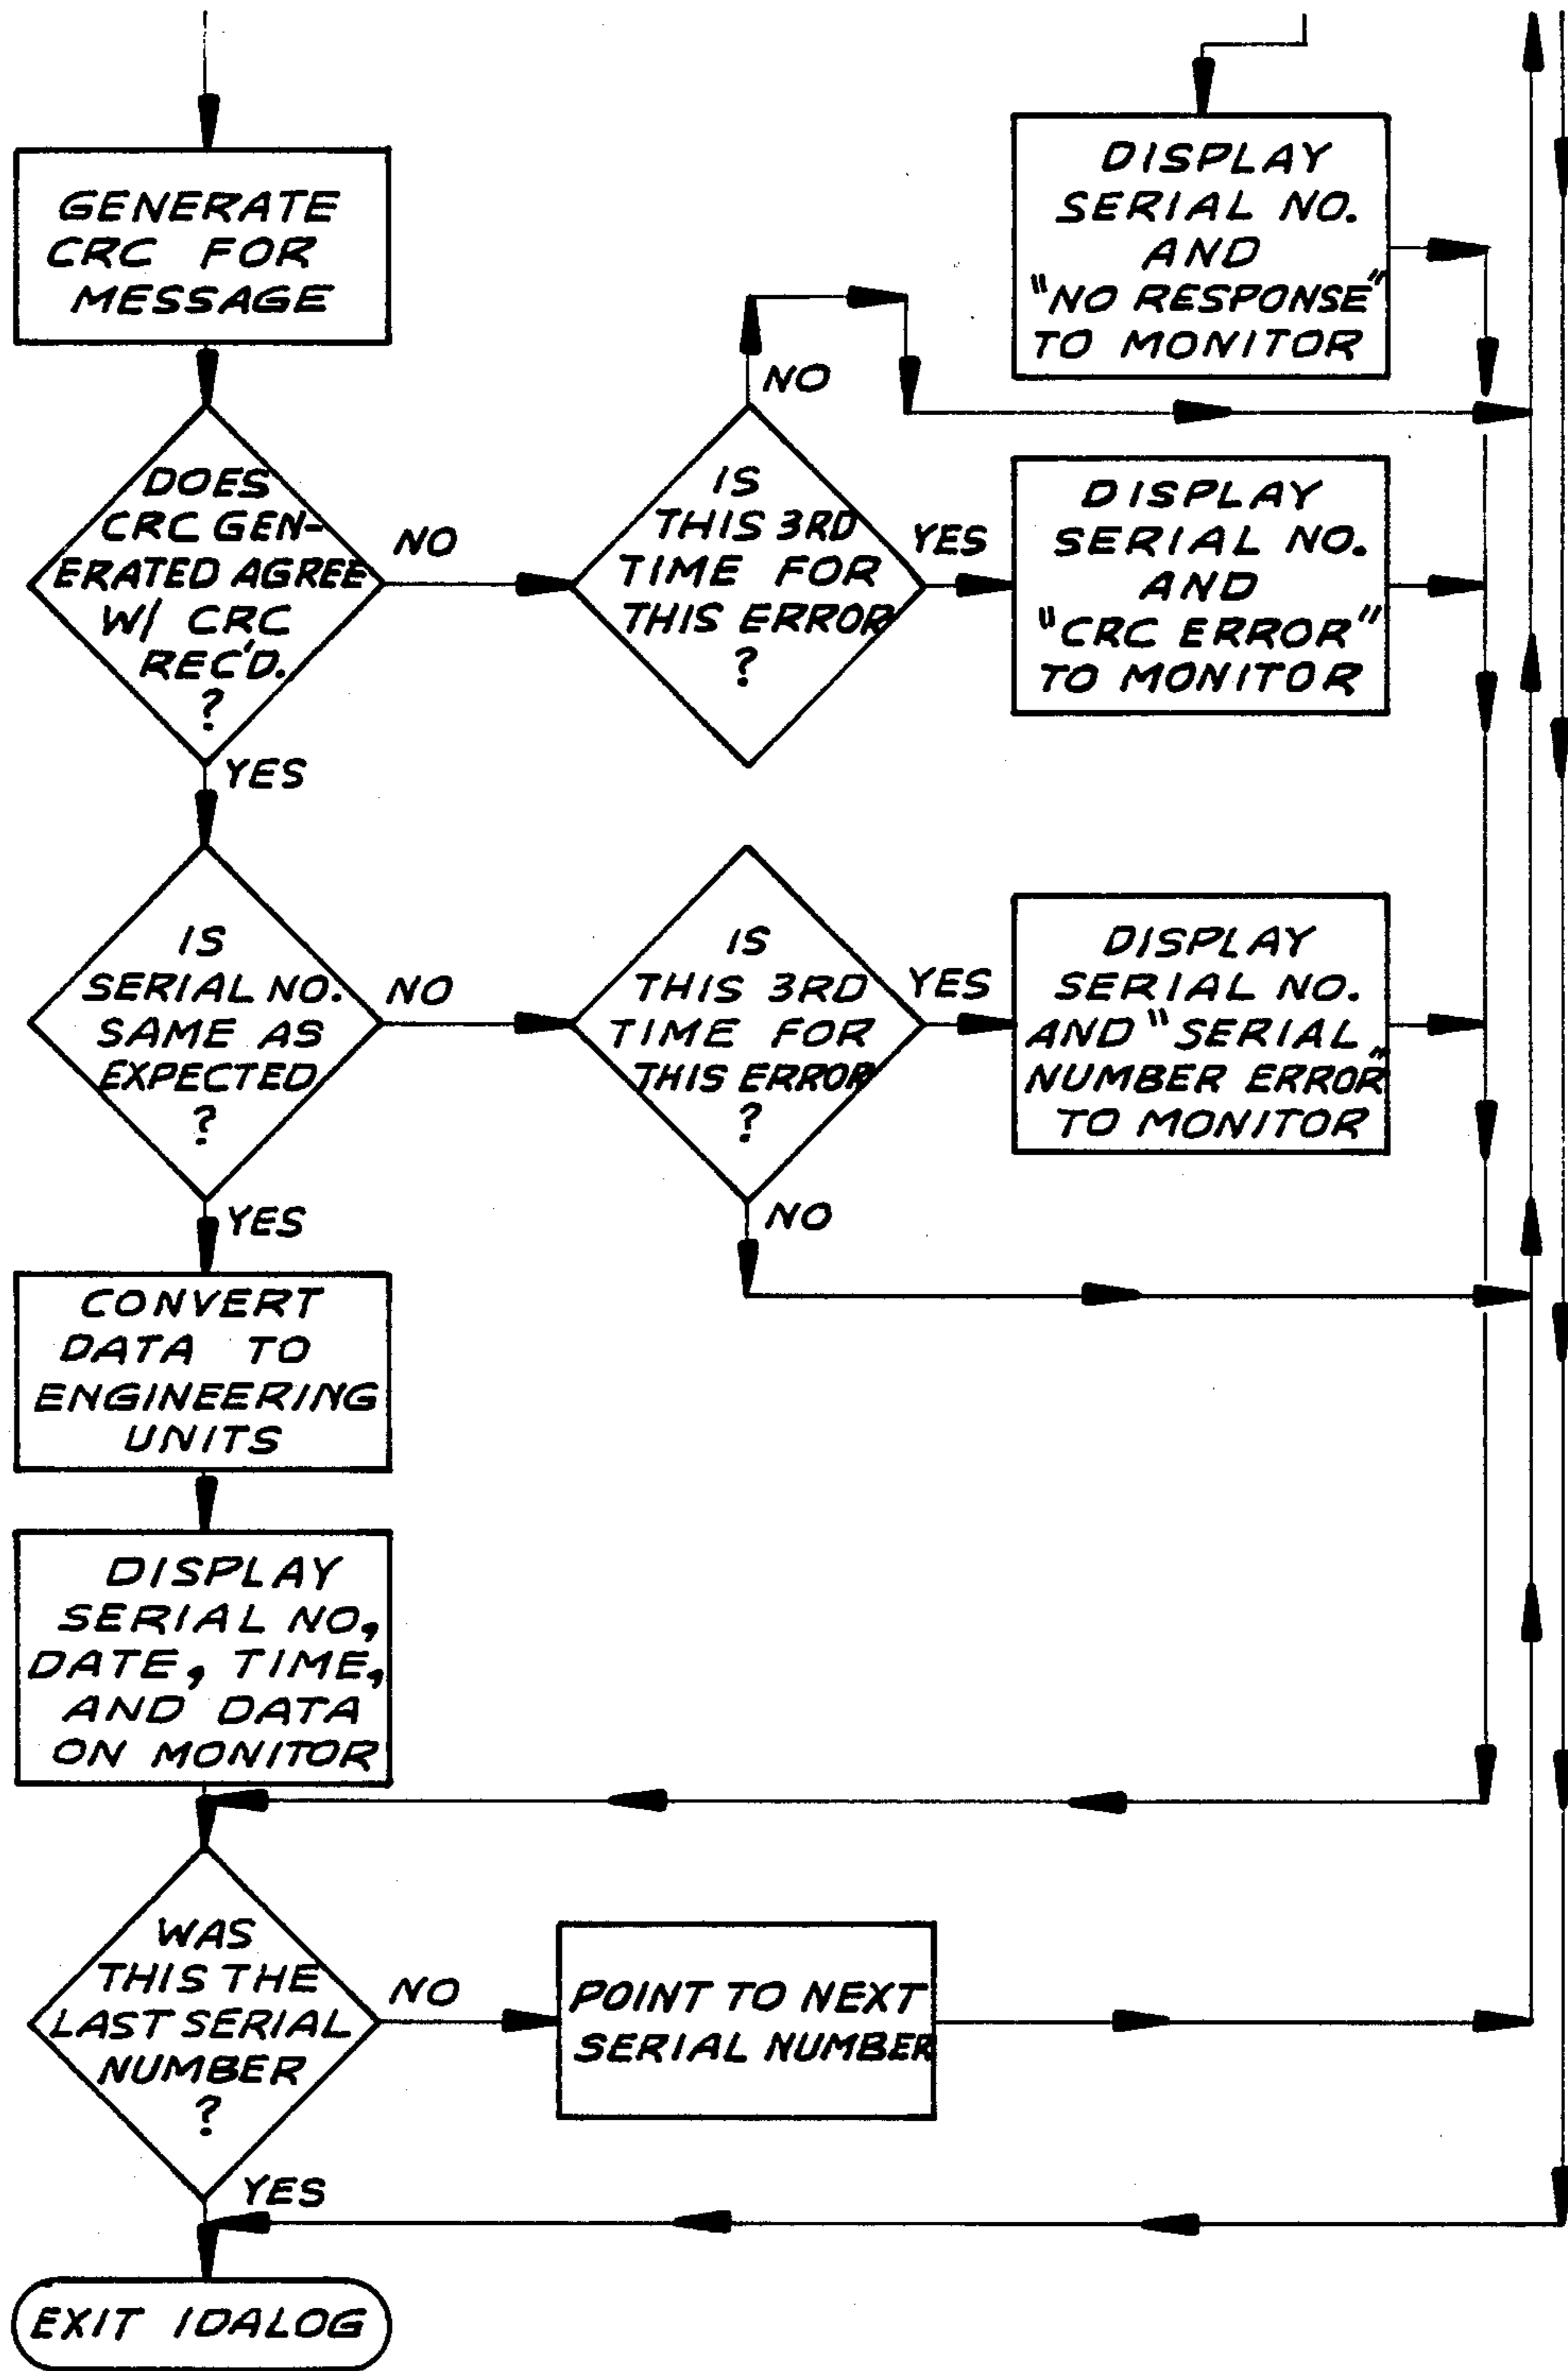 GENERATE
CRC FOR
MESSAGE
DISPLAY
SERIAL NO.
AND
"NO RESPONSE"
TO MONITOR
NO
DOES
CRC GEN-
ERATED AGREE
W/ CRC
REC'D.
?
NO
IS
THIS 3RD
TIME FOR
THIS ERROR
?
YES
DISPLAY
SERIAL NO.
AND
"CRC ERROR"
TO MONITOR
YES
IS
SERIAL NO.
SAME AS
EXPECTED
?
NO
IS
THIS 3RD
TIME FOR
THIS ERROR
?
YES
DISPLAY
SERIAL NO.
AND "SERIAL
NUMBER ERROR"
TO MONITOR
YES
NO
CONVERT
DATA TO
ENGINEERING
UNITS
DISPLAY
SERIAL NO,
DATE, TIME,
AND DATA
ON MONITOR
WAS
THIS THE
LAST SERIAL
NUMBER
?
NO
POINT TO NEXT
SERIAL NUMBER
YES
EXIT IDALOG